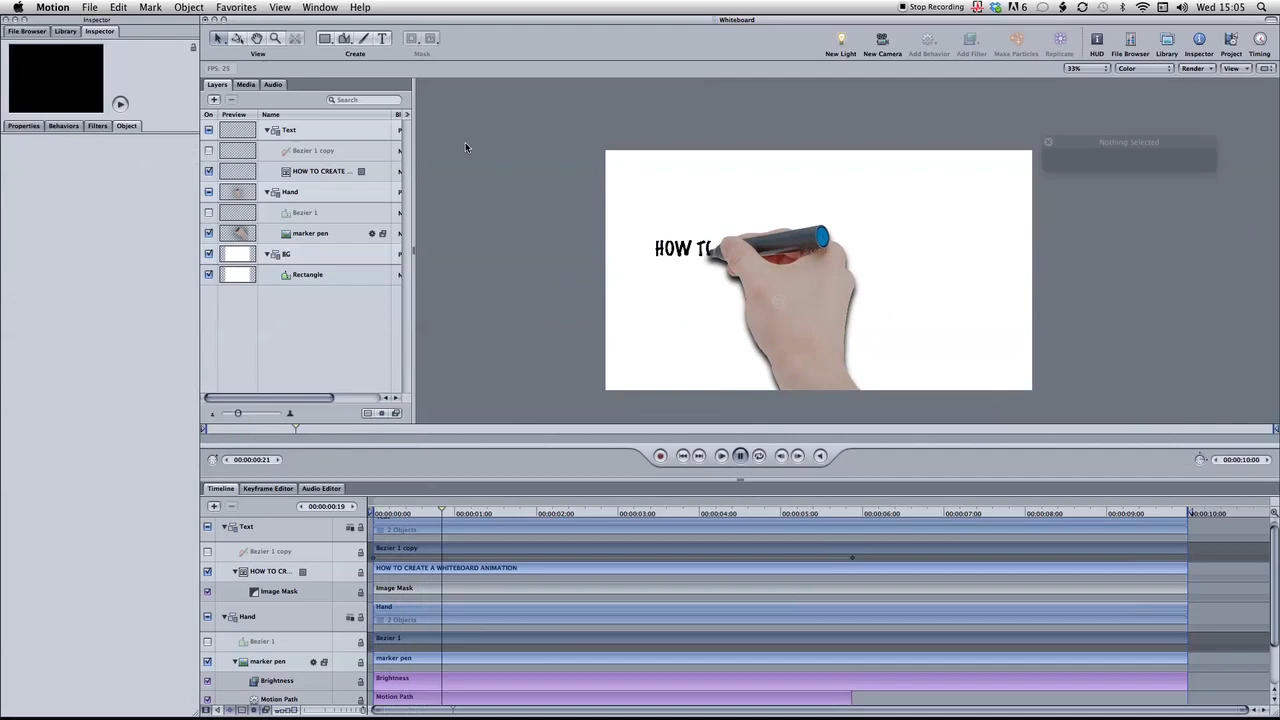 Motion File Edit Mark Object Favorites View Window Help
Stop Recording 6 Wed 15:05
Inspector
Whiteboard
File Browser Library Inspector
View Create Mask
New Light New Camera Add Behavior Add Filter Make Particles Replicate HUD File Browser Library Inspector Project Timing
FPS: 25
33% Color Render View
Layers Media Audio
Search
On Preview Name Bl
Properties Behaviors Filters Object
Text
Bezier 1 copy
HOW TO CREATE ...
Hand
Bezier 1
marker pen
BG
Rectangle
Nothing Selected
HOW TO
00:00:00:21
00:00:10:00
Timeline Keyframe Editor Audio Editor
00:00:00:19
00:00:00:00 00:00:01:00 00:00:02:00 00:00:03:00 00:00:04:00 00:00:05:00 00:00:06:00 00:00:07:00 00:00:08:00 00:00:09:00 00:00:10:00
Text
2 Objects
Bezier 1 copy
Bezier 1 copy
HOW TO CR...
HOW TO CREATE A WHITEBOARD ANIMATION
Image Mask
Image Mask
Hand
Hand
2 Objects
Bezier 1
Bezier 1
marker pen
marker pen
Brightness
Brightness
Motion Path
Motion Path